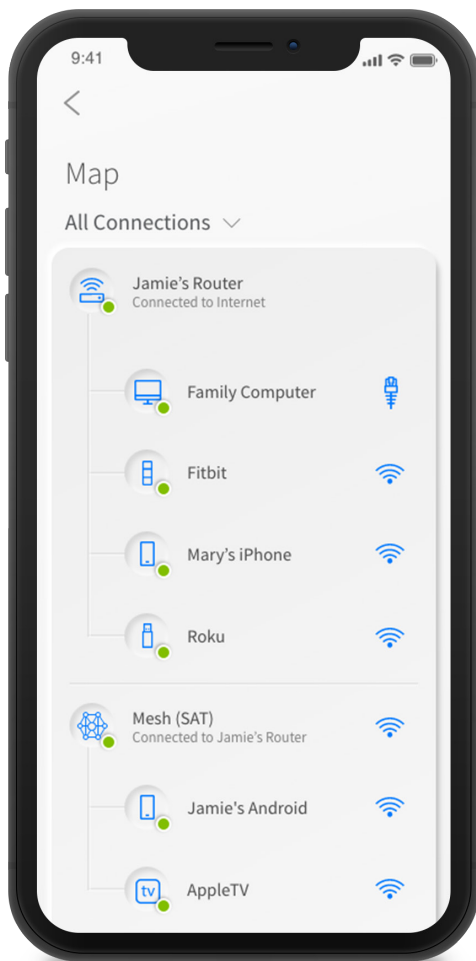 9:41
Map
All Connections
Jamie's Router
Connected to Internet
Family Computer
Fitbit
Mary's iPhone
Roku
Mesh (SAT)
Connected to Jamie's Router
Jamie's Android
tv
AppleTV